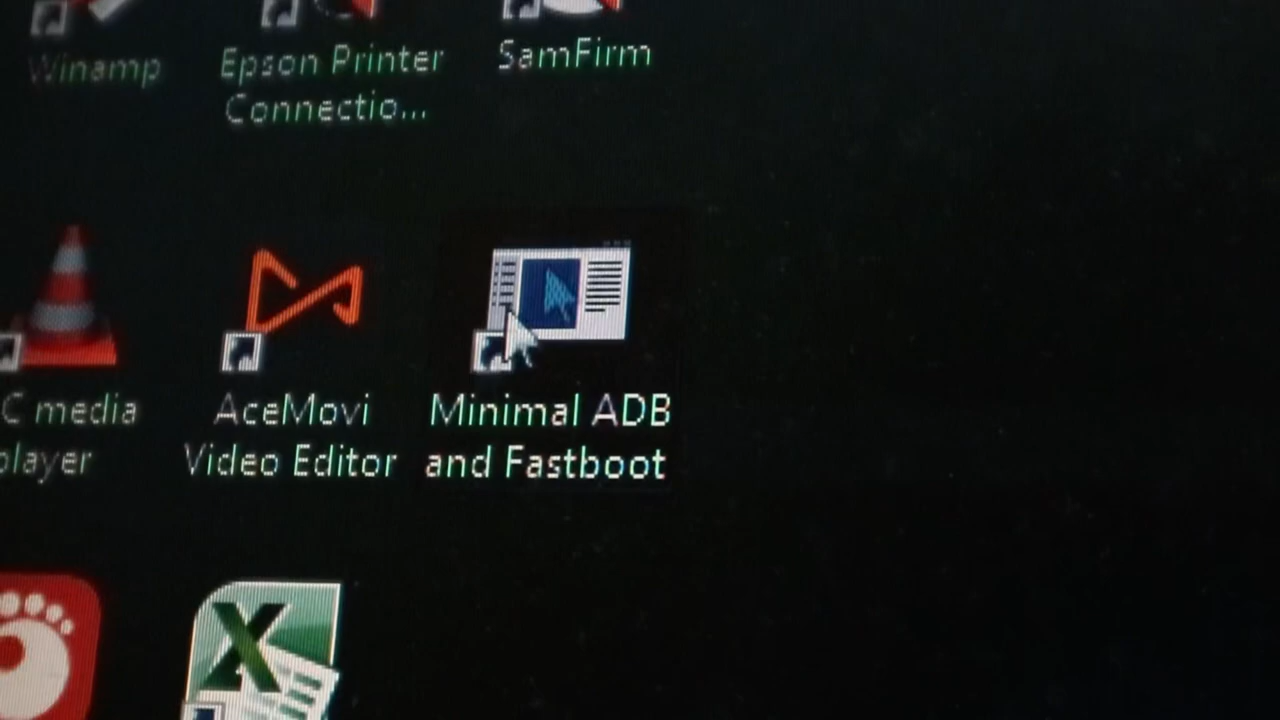 Winamp
Epson Printer
Connectio...
SamFirm
C media
player
AceMovi
Video Editor
Minimal ADB
and Fastboot